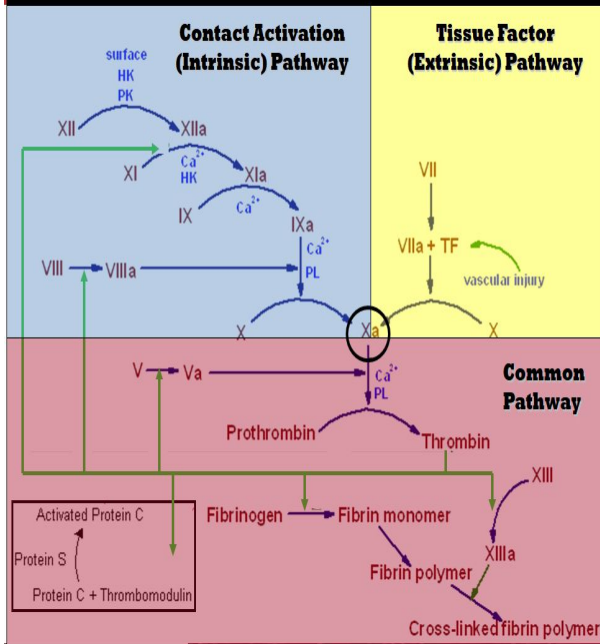 Contact Activation
(Intrinsic) Pathway
Tissue Factor
(Extrinsic) Pathway
surface
HK
PK
XII
XIIa
XI
Ca2+
HK
XIa
IX
Ca2+
IXa
Ca2+
PL
VIII
VIIIa
X
VII
VIIa + TF
vascular injury
Xa
X
V
Va
Ca2+
PL
Common
Pathway
Prothrombin
Thrombin
XIII
Activated Protein C
Fibrinogen
Fibrin monomer
Protein S
XIIIa
Fibrin polymer
Protein C + Thrombomodulin
Cross-linked fibrin polymer